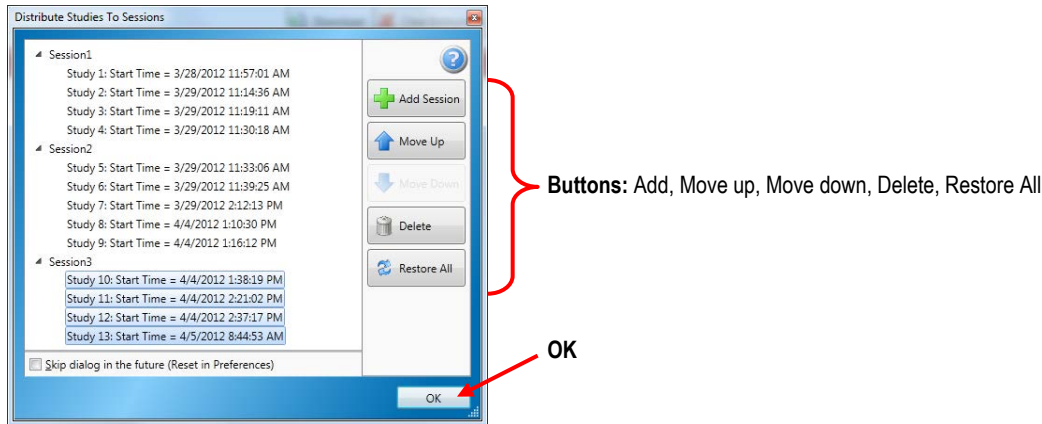 Distribute Studies To Sessions
Session1
Study 1: Start Time = 3/28/2012 11:57:01 AM
Study 2: Start Time = 3/29/2012 11:14:36 AM
Study 3: Start Time = 3/29/2012 11:19:11 AM
Study 4: Start Time = 3/29/2012 11:30:18 AM
Session2
Study 5: Start Time = 3/29/2012 11:33:06 AM
Study 6: Start Time = 3/29/2012 11:39:25 AM
Study 7: Start Time = 3/29/2012 2:12:13 PM
Study 8: Start Time = 4/4/2012 1:10:30 PM
Study 9: Start Time = 4/4/2012 1:16:12 PM
Session3
Study 10: Start Time = 4/4/2012 1:38:19 PM
Study 11: Start Time = 4/4/2012 2:21:02 PM
Study 12: Start Time = 4/4/2012 2:37:17 PM
Study 13: Start Time = 4/5/2012 8:44:53 AM
Skip dialog in the future (Reset in Preferences)
?
Add Session
Move Up
Move Down
Delete
Restore All
OK
Buttons: Add, Move up, Move down, Delete, Restore All
OK